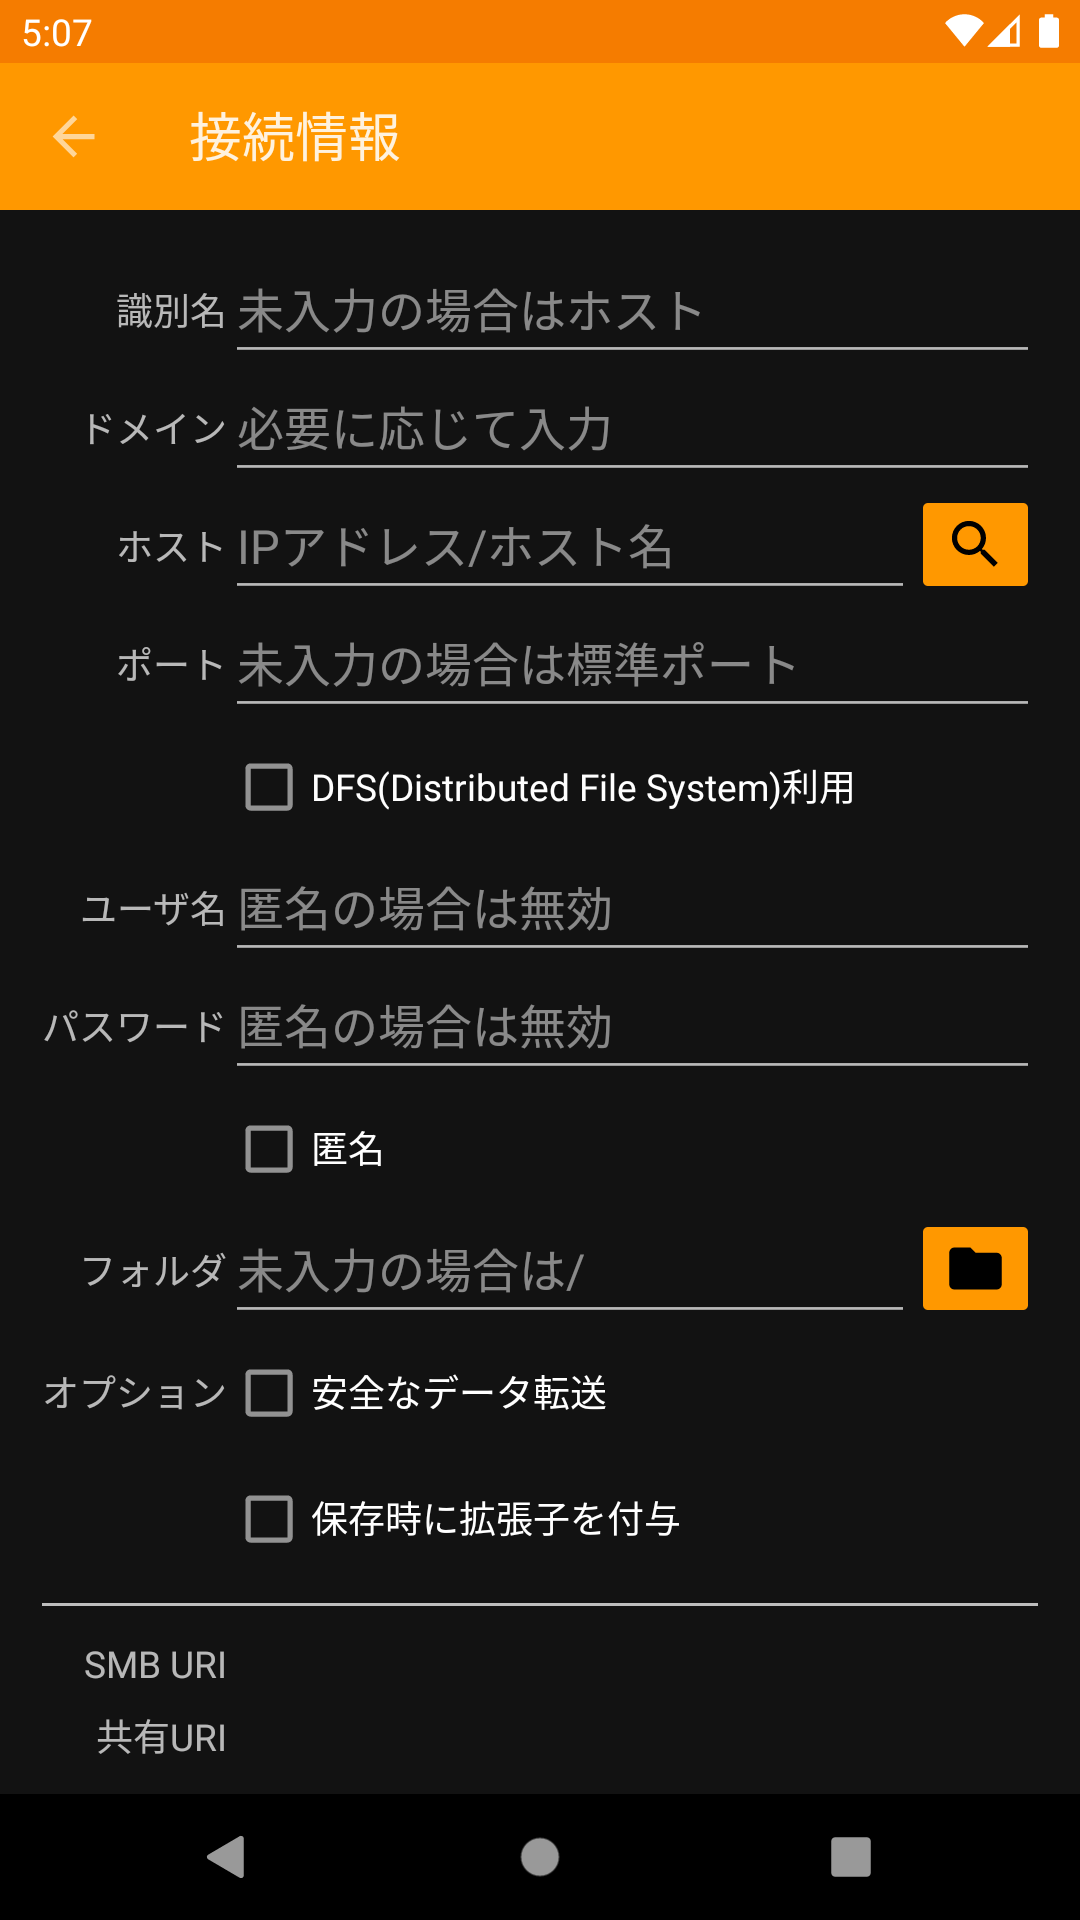 5:07
接続情報
識別名 未入力の場合はホスト
ドメイン 必要に応じて入力
ホスト IPアドレス/ホスト名
ポート 未入力の場合は標準ポート
DFS(Distributed File System)利用
ユーザ名 匿名の場合は無効
パスワード 匿名の場合は無効
匿名
フォルダ 未入力の場合は/
オプション 安全なデータ転送
保存時に拡張子を付与
SMB URI
共有URI